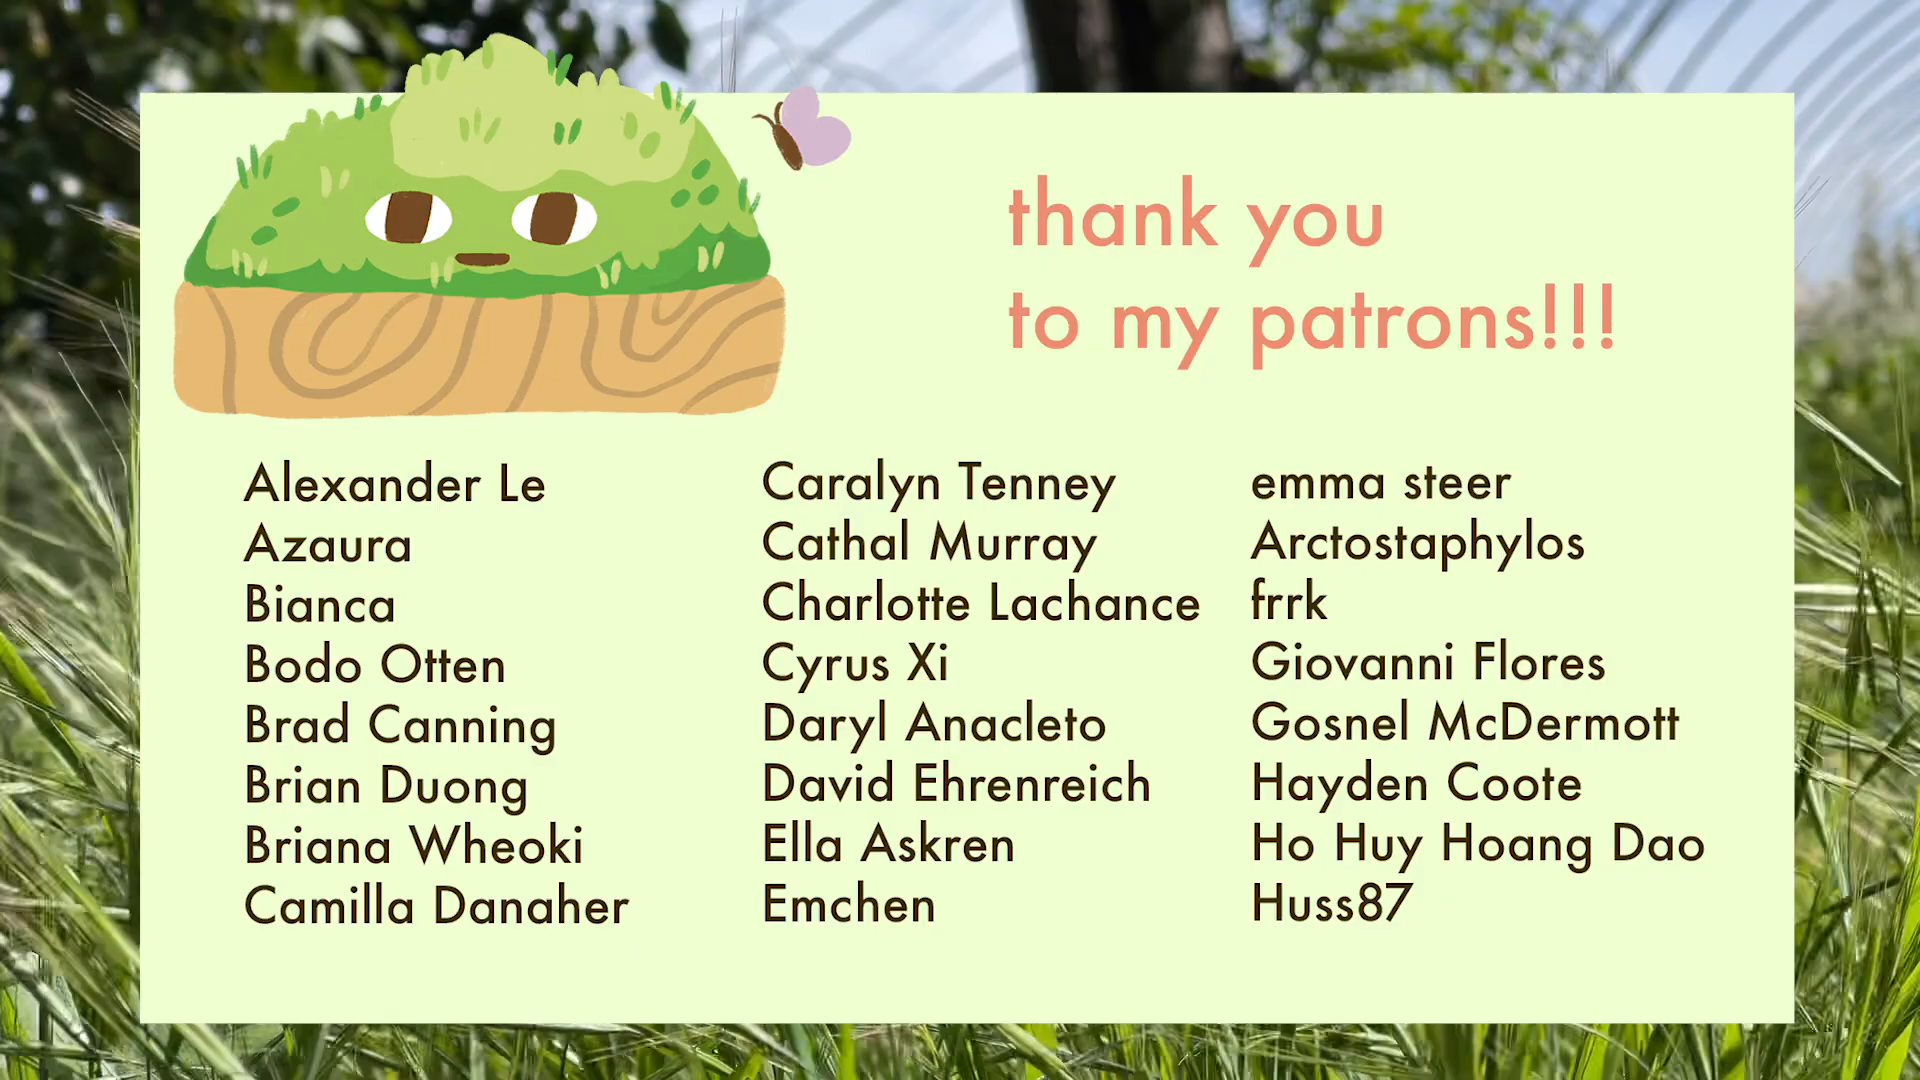 thank you
to my patrons!!!
Alexander Le
Azaura
Bianca
Bodo Otten
Brad Canning
Brian Duong
Briana Wheoki
Camilla Danaher
Caralyn Tenney
Cathal Murray
Charlotte Lachance
Cyrus Xi
Daryl Anacleto
David Ehrenreich
Ella Askren
Emchen
emma steer
Arctostaphylos
frrk
Giovanni Flores
Gosnel McDermott
Hayden Coote
Ho Huy Hoang Dao
Huss87